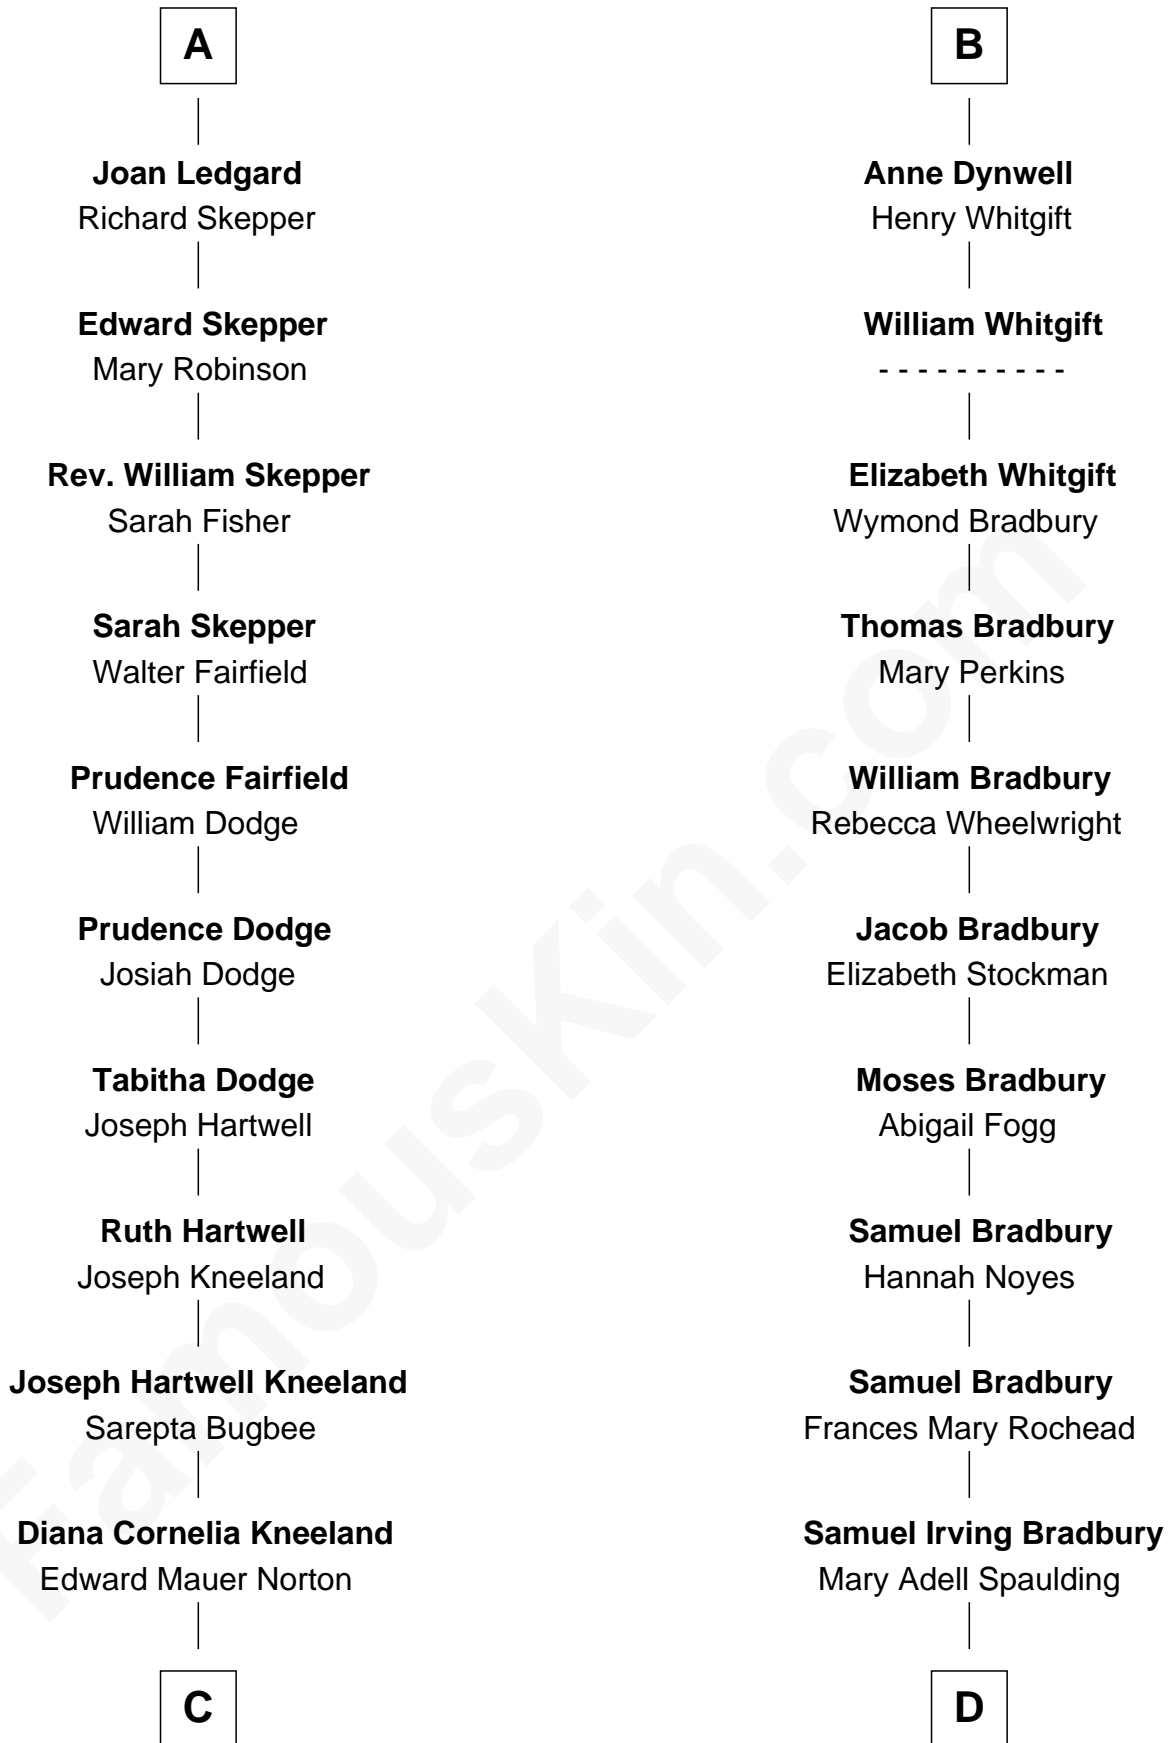 A
Joan Ledgard
Richard Skepper
Edward Skepper
Mary Robinson
Rev. William Skepper
Sarah Fisher
Sarah Skepper
Walter Fairfield
Prudence Fairfield
William Dodge
Prudence Dodge
Josiah Dodge
Tabitha Dodge
Joseph Hartwell
Ruth Hartwell
Joseph Kneeland
Joseph Hartwell Kneeland
Sarepta Bugbee
Diana Cornelia Kneeland
Edward Mauer Norton
C
B
Anne Dynwell
Henry Whitgift
William Whitgift
- - - - - - - - - -
Elizabeth Whitgift
Wymond Bradbury
Thomas Bradbury
Mary Perkins
William Bradbury
Rebecca Wheelwright
Jacob Bradbury
Elizabeth Stockman
Moses Bradbury
Abigail Fogg
Samuel Bradbury
Hannah Noyes
Samuel Bradbury
Frances Mary Rochead
Samuel Irving Bradbury
Mary Adell Spaulding
D
FamousKin.com